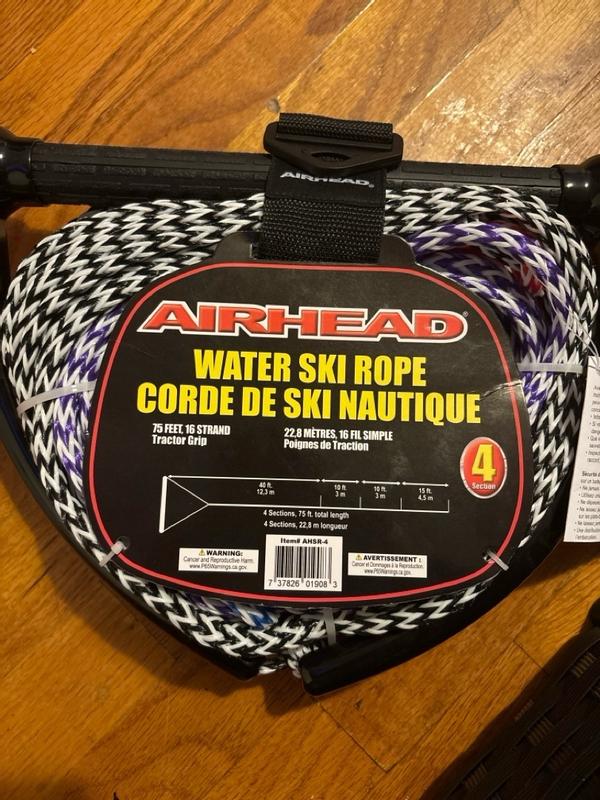 AIRHEAD®
AIRHEAD®
WATER SKI ROPE
CORDE DE SKI NAUTIQUE
75 FEET, 16 STRAND
Tractor Grip
22,8 MÈTRES, 16 FIL SIMPLE
Poignes de Traction
4
Section
40 ft.
12,3 m
10 ft.
3 m
10 ft.
3 m
15 ft.
4,5 m
4 Sections, 75 ft. total length
4 Sections, 22,8 m longueur
Item# AHSR-4
WARNING:
Cancer and Reproductive Harm.
www.P65Warnings.ca.gov.
7 37826 01908 3
AVERTISSEMENT :
Cancer et Dommages à la Reproduction,
www.P65Warnings.ca.gov.